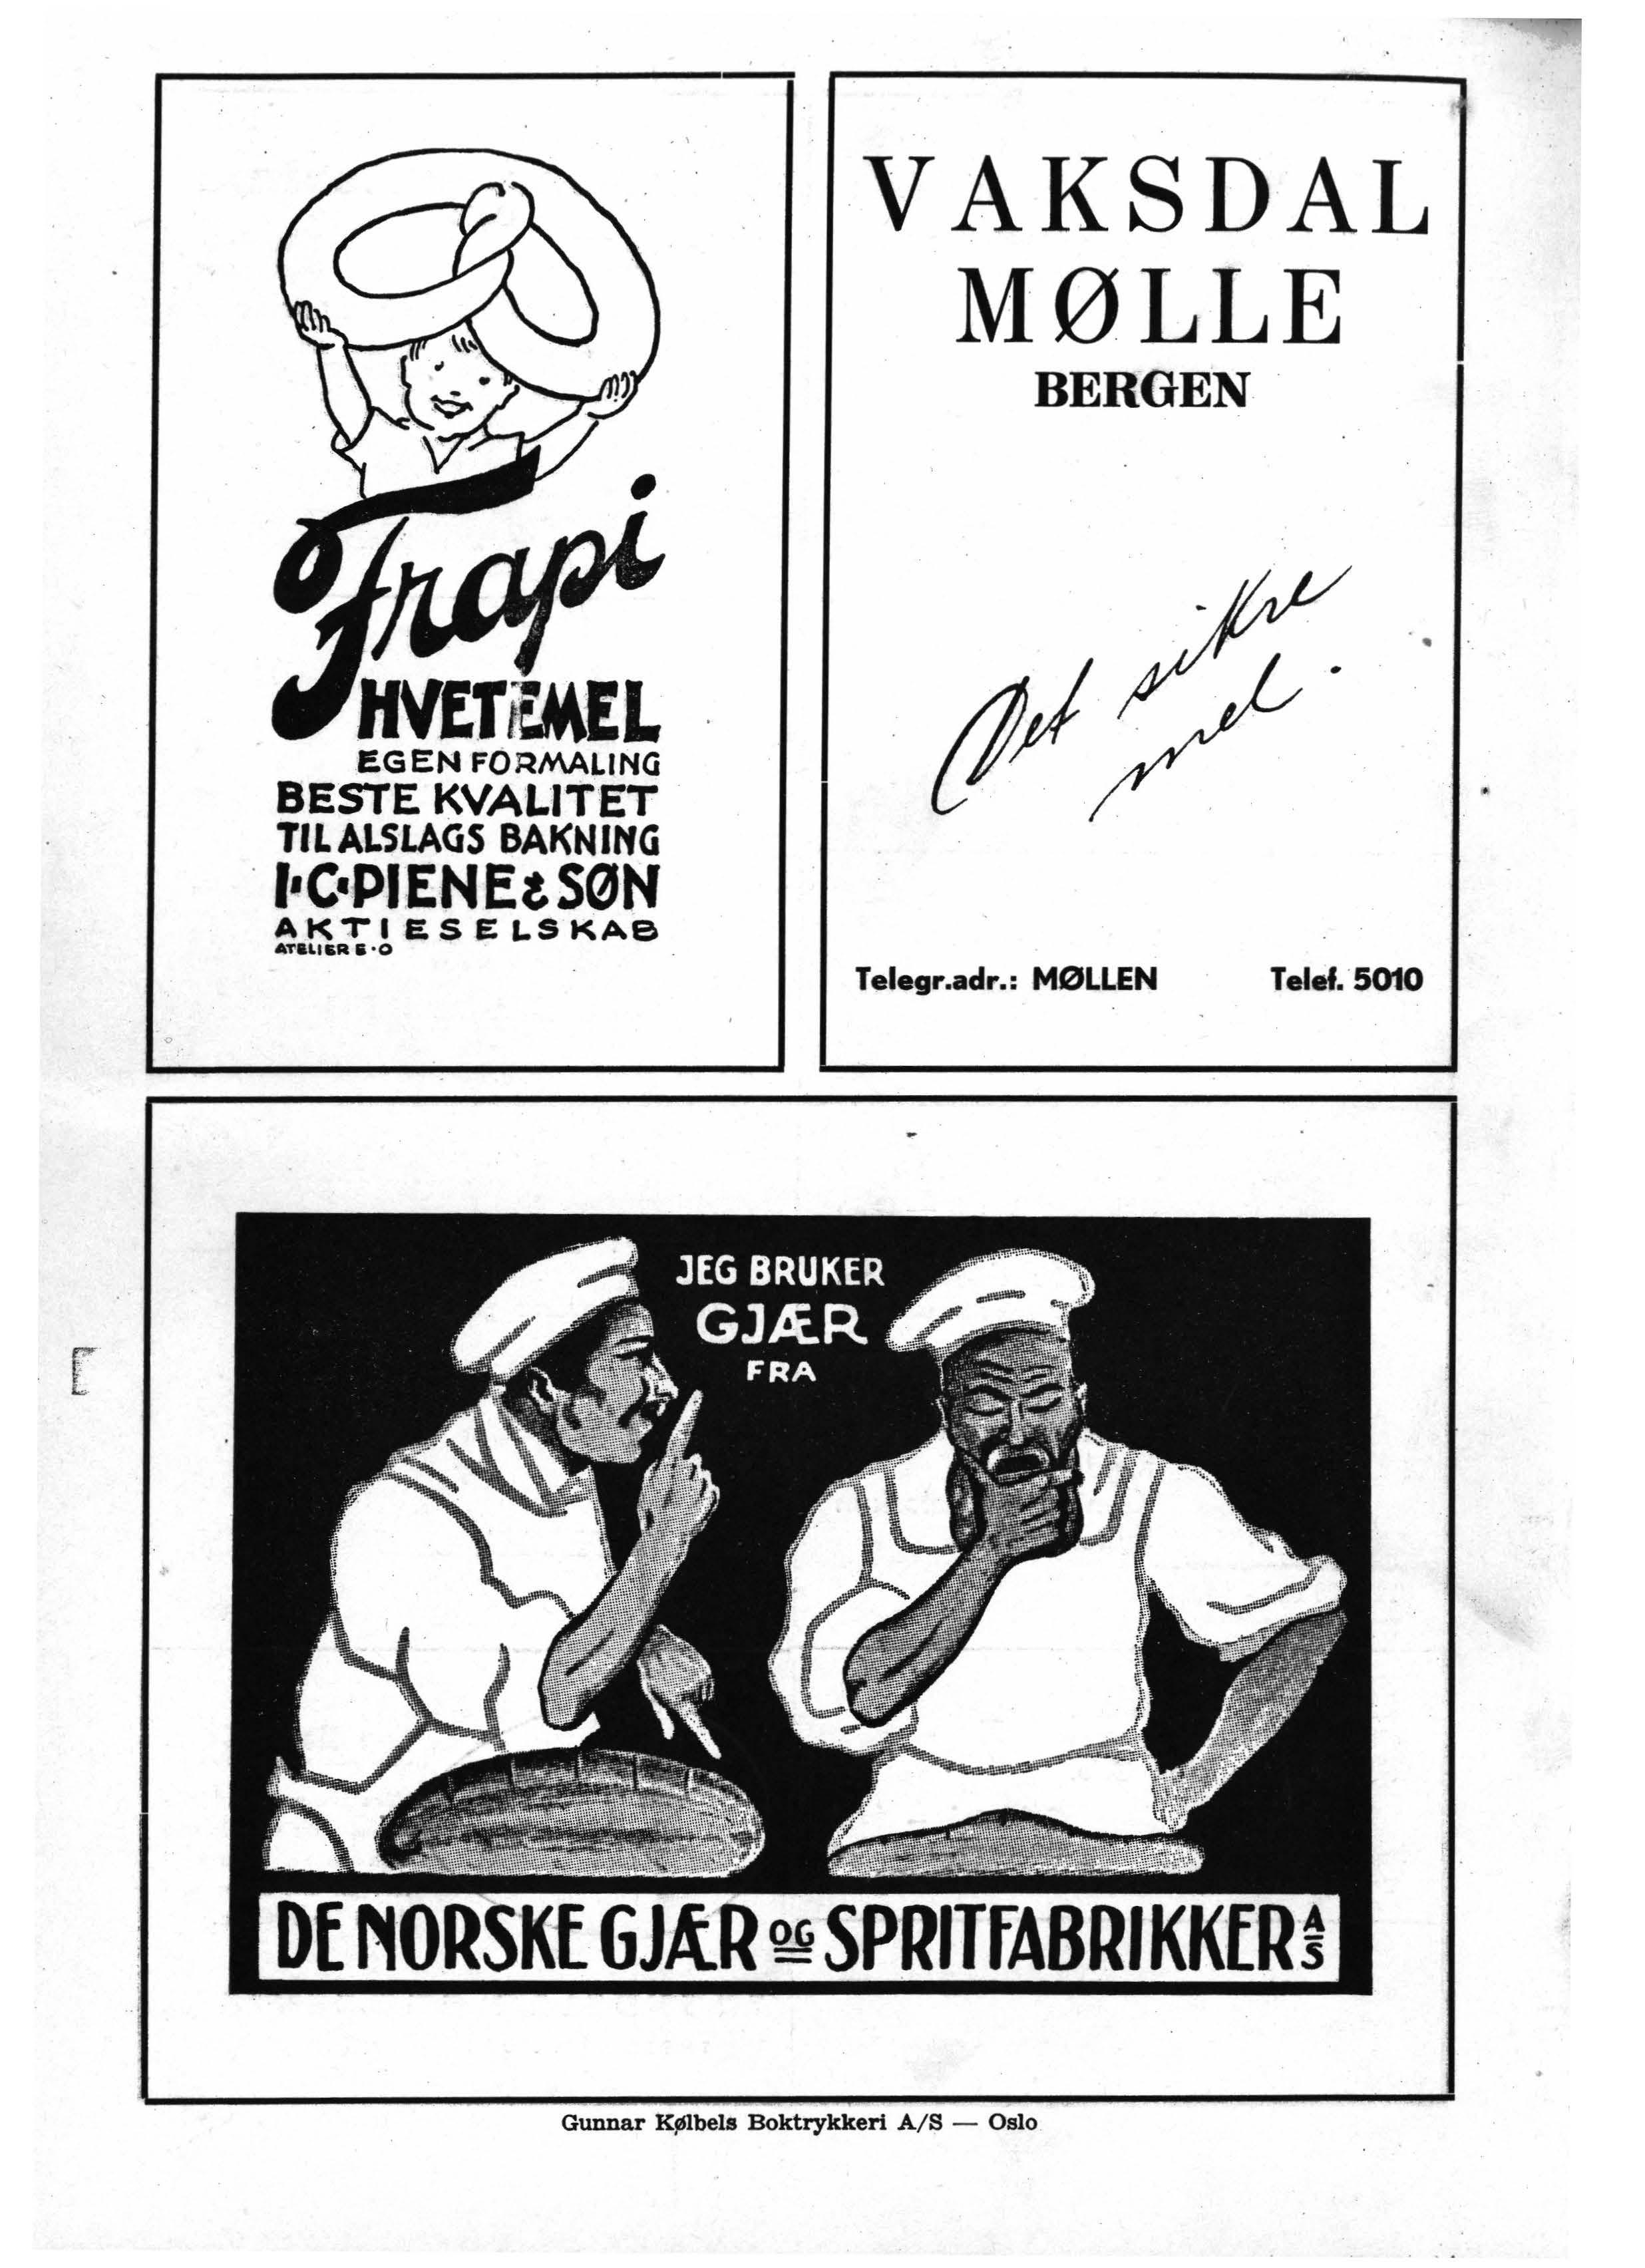 Frapi
HVETEMEL
EGEN FORMALING
BESTE KVALITET
TIL ALSLAGS BAKNING
I·C·PIENE & SØN
AKTIESELSKAB
ATELIER E·O
VAKSDAL
MØLLE
BERGEN
Det sikre
mel.
Telegr.adr.: MØLLEN Telef. 5010
JEG BRUKER
GJÆR
FRA
DE NORSKE GJÆR OG SPRITFABRIKKER A/S
Gunnar Kølbels Boktrykkeri A/S — Oslo